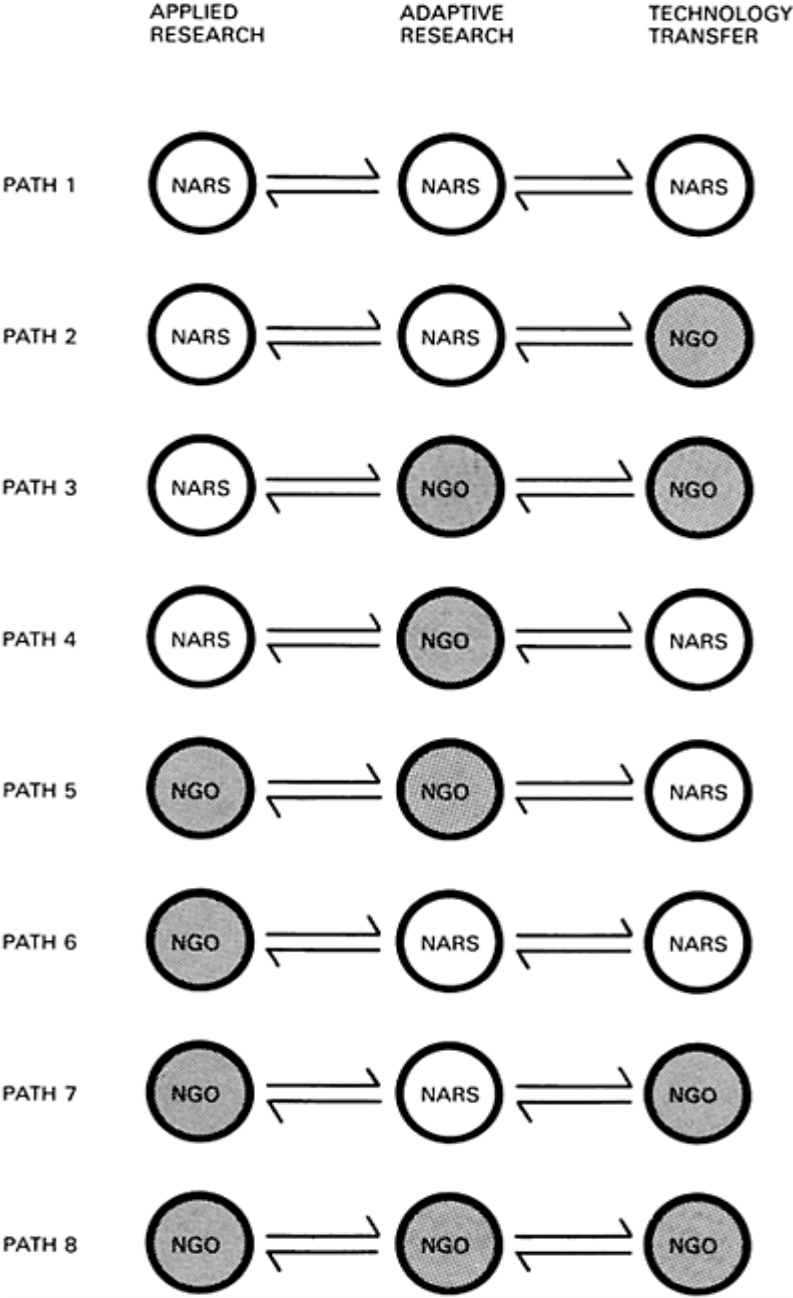 APPLIED
RESEARCH
ADAPTIVE
RESEARCH
TECHNOLOGY
TRANSFER
PATH 1
NARS
NARS
NARS
PATH 2
NARS
NARS
NGO
PATH 3
NARS
NGO
NGO
PATH 4
NARS
NGO
NARS
PATH 5
NGO
NGO
NARS
PATH 6
NGO
NARS
NARS
PATH 7
NGO
NARS
NGO
PATH 8
NGO
NGO
NGO